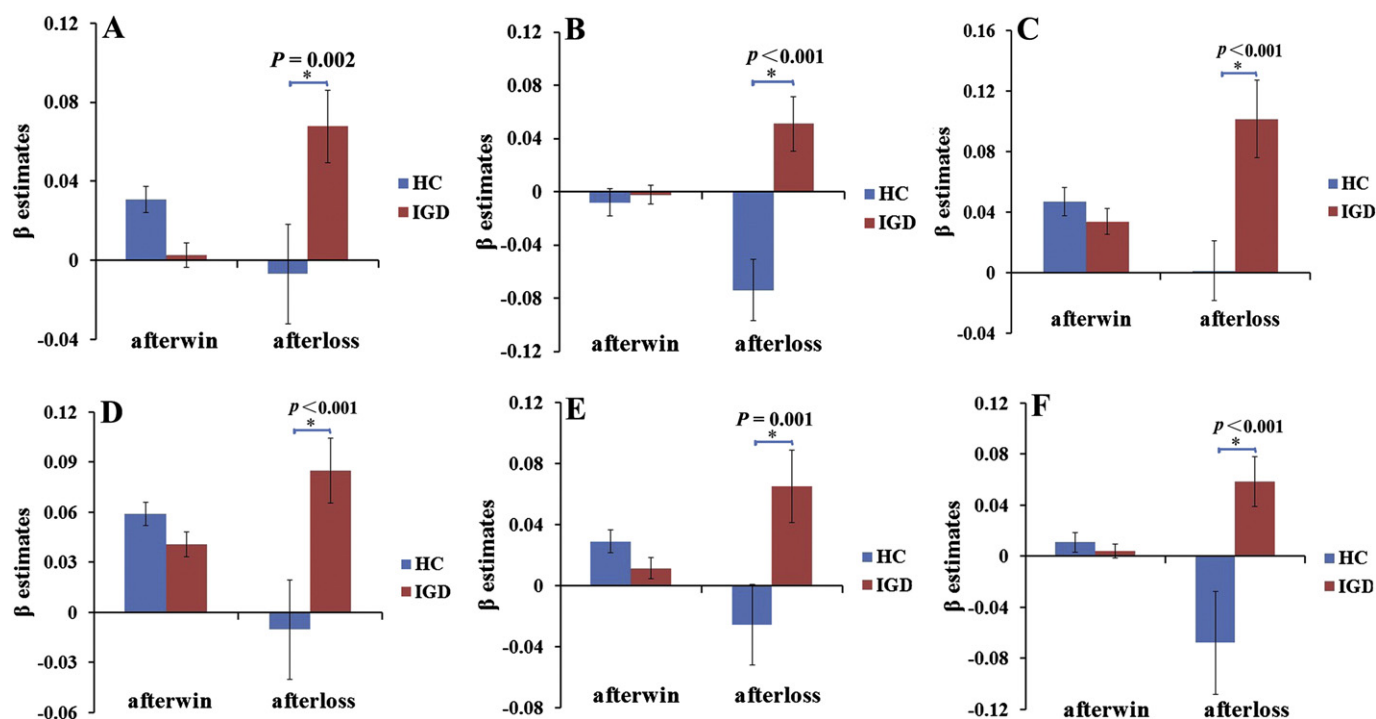 A
0.12
0.08
0.04
0
-0.04
β estimates
P = 0.002
*
HC
IGD
afterwin
afterloss
B
0.12
0.08
0.04
0
-0.04
-0.08
-0.12
β estimates
p<0.001
*
HC
IGD
afterwin
afterloss
C
0.16
0.12
0.08
0.04
0
-0.04
β estimates
p<0.001
*
HC
IGD
afterwin
afterloss
D
0.12
0.09
0.06
0.03
0
-0.03
-0.06
β estimates
p<0.001
*
HC
IGD
afterwin
afterloss
E
0.12
0.08
0.04
0
-0.04
-0.08
β estimates
P = 0.001
*
HC
IGD
afterwin
afterloss
F
0.12
0.08
0.04
0
-0.04
-0.08
-0.12
β estimates
p<0.001
*
HC
IGD
afterwin
afterloss